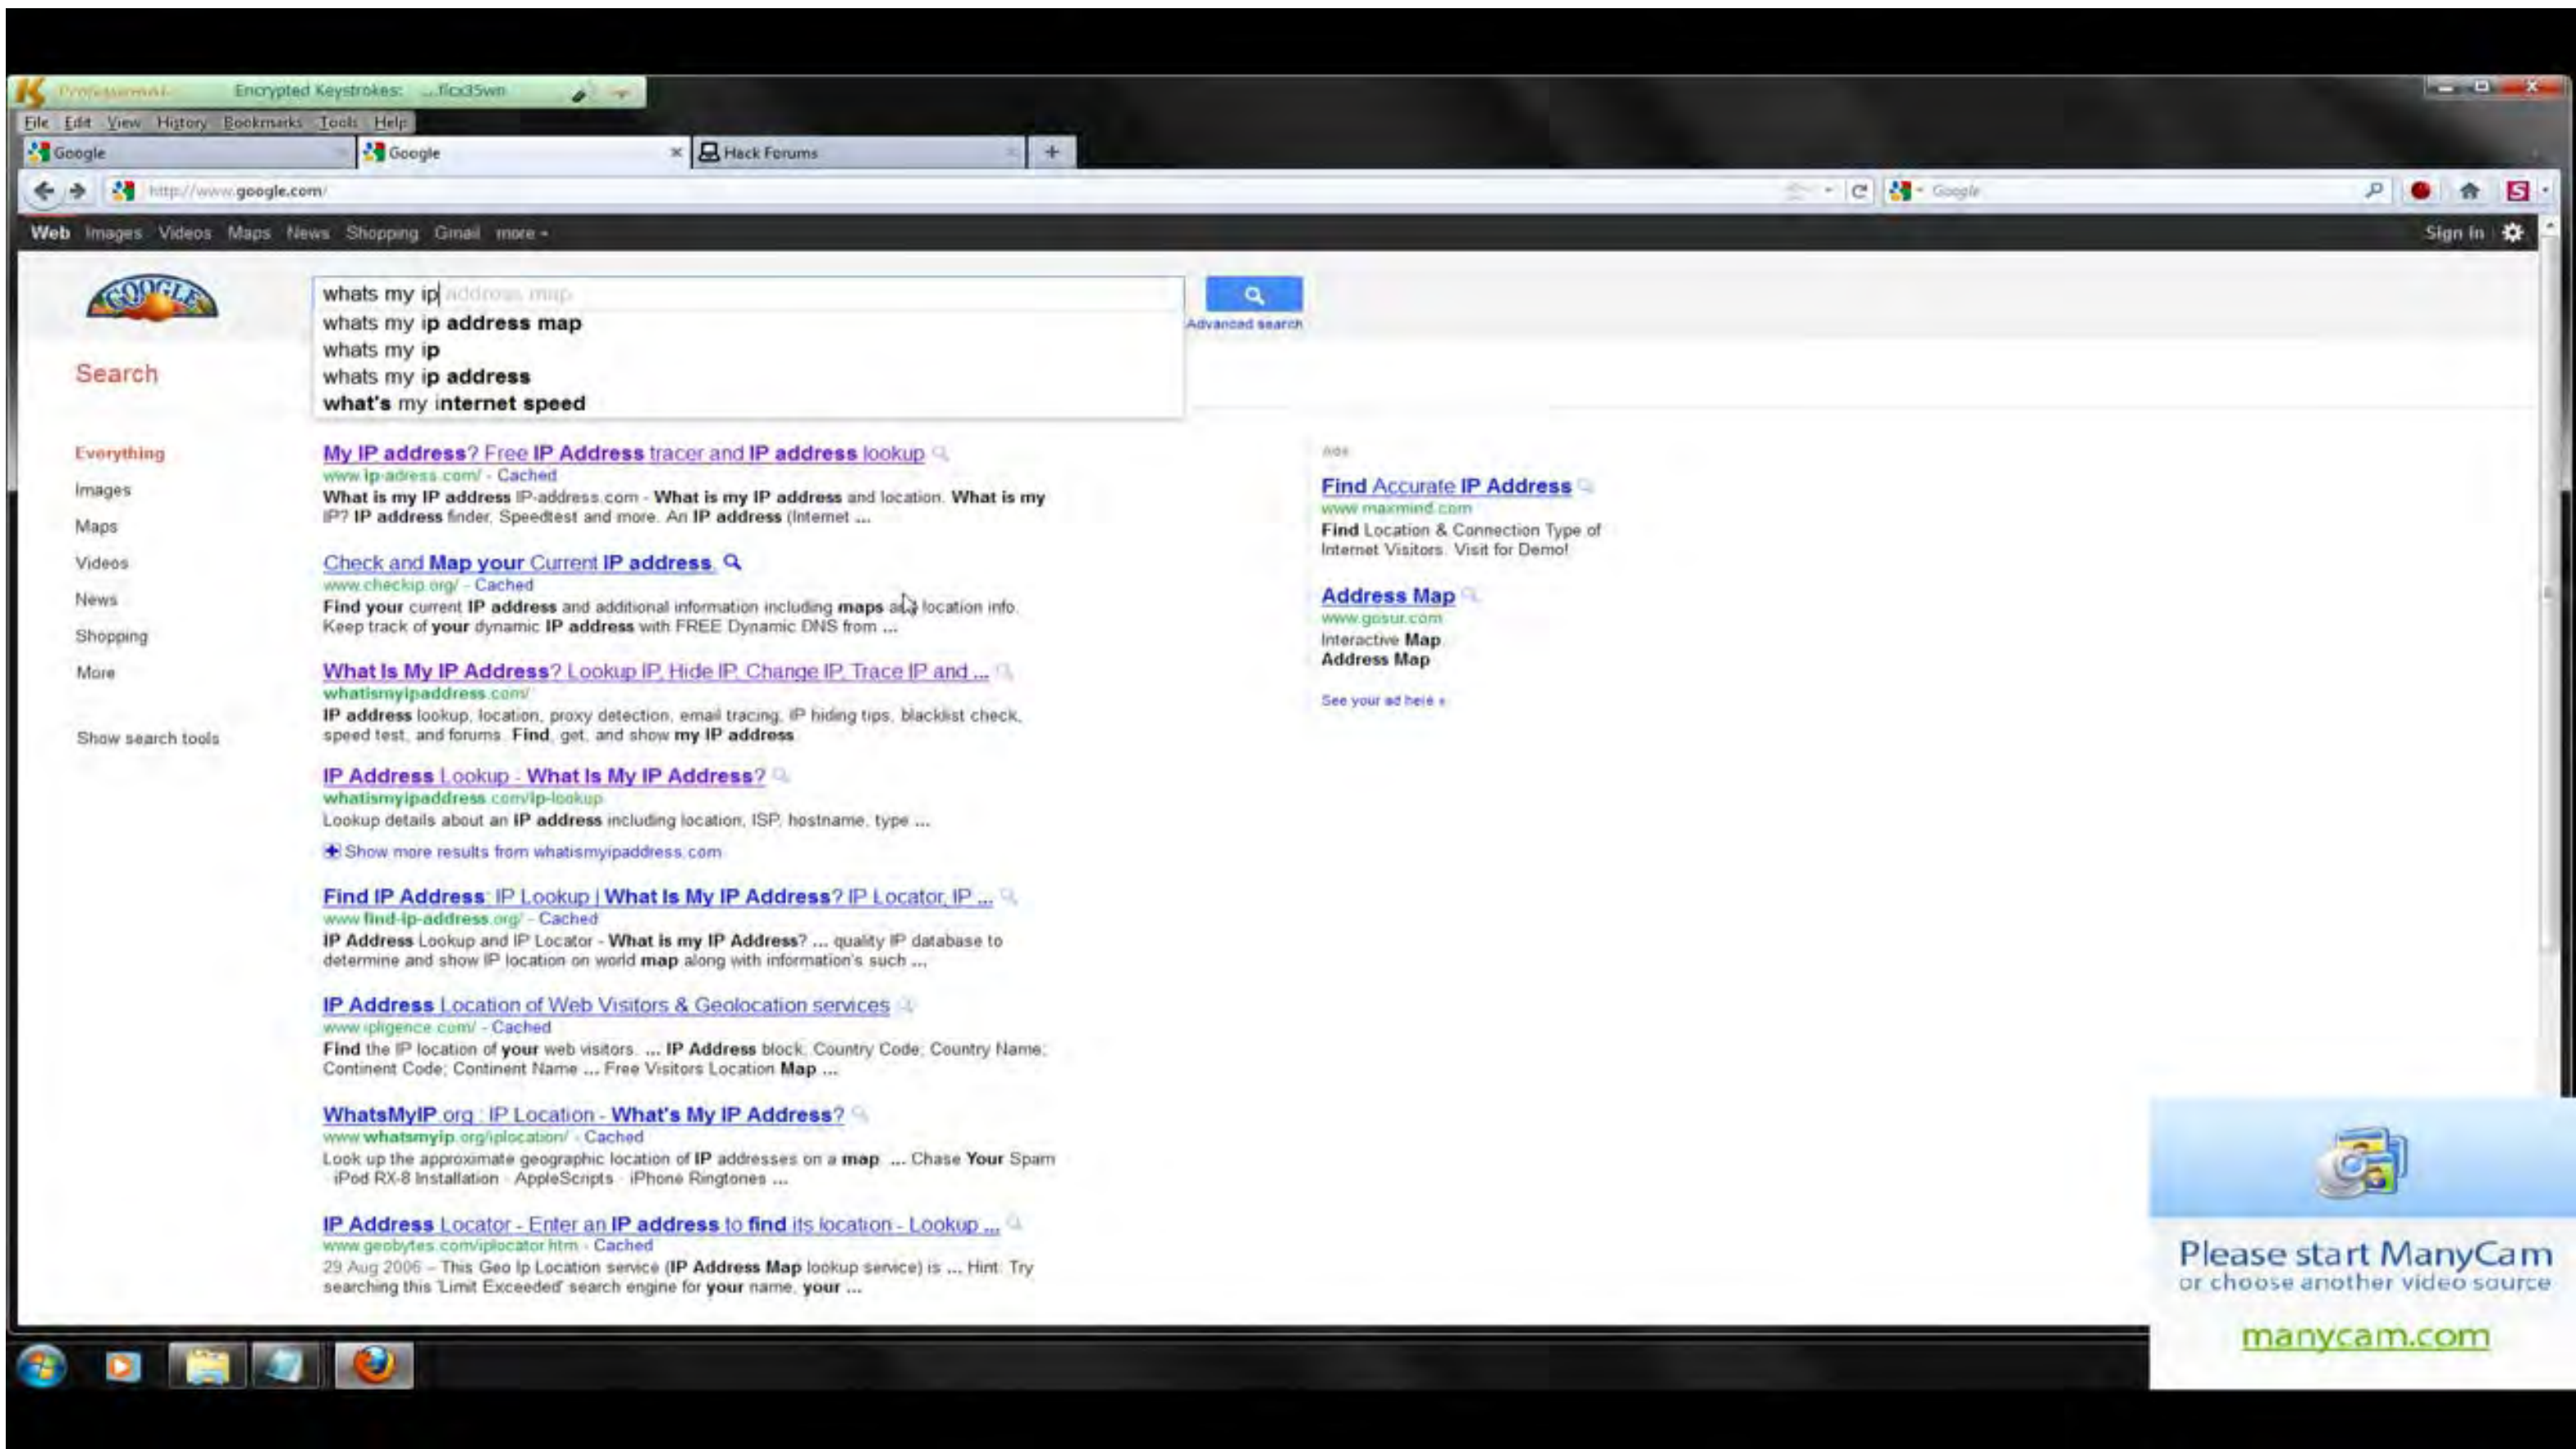 Professional
Encrypted Keystrokes: ...flcx35wn
File Edit View History Bookmarks Tools Help
Google
Google
Hack Forums
http://www.google.com/
Google
Web Images Videos Maps News Shopping Gmail more
Sign in
GOOGLE
whats my ip address map
Advanced search
whats my ip address map
whats my ip
whats my ip address
what's my internet speed
Search
Everything
Images
Maps
Videos
News
Shopping
More
Show search tools
My IP address? Free IP Address tracer and IP address lookup
www.ip-adress.com/ - Cached
What is my IP address IP-address.com - What is my IP address and location. What is my
IP? IP address finder, Speedtest and more. An IP address (Internet ...
Check and Map your Current IP address.
www.checkip.org/ - Cached
Find your current IP address and additional information including maps and location info.
Keep track of your dynamic IP address with FREE Dynamic DNS from ...
What Is My IP Address? Lookup IP, Hide IP, Change IP, Trace IP and ...
whatismyipaddress.com/
IP address lookup, location, proxy detection, email tracing, IP hiding tips, blacklist check,
speed test, and forums. Find, get, and show my IP address
IP Address Lookup - What Is My IP Address?
whatismyipaddress.com/ip-lookup
Lookup details about an IP address including location, ISP, hostname, type ...
Show more results from whatismyipaddress.com
Find IP Address: IP Lookup | What Is My IP Address? IP Locator, IP ...
www.find-ip-address.org/ - Cached
IP Address Lookup and IP Locator - What is my IP Address? ... quality IP database to
determine and show IP location on world map along with information's such ...
IP Address Location of Web Visitors & Geolocation services
www.ipligence.com/ - Cached
Find the IP location of your web visitors. ... IP Address block; Country Code; Country Name;
Continent Code; Continent Name ... Free Visitors Location Map ...
WhatsMyIP.org : IP Location - What's My IP Address?
www.whatsmyip.org/iplocation/ - Cached
Look up the approximate geographic location of IP addresses on a map ... Chase Your Spam
· iPod RX-8 Installation · AppleScripts · iPhone Ringtones ...
IP Address Locator - Enter an IP address to find its location - Lookup ...
www.geobytes.com/iplocator.htm - Cached
29 Aug 2006 – This Geo Ip Location service (IP Address Map lookup service) is ... Hint: Try
searching this 'Limit Exceeded' search engine for your name, your ...
Ads
Find Accurate IP Address
www.maxmind.com
Find Location & Connection Type of
Internet Visitors. Visit for Demo!
Address Map
www.gosur.com
Interactive Map.
Address Map
See your ad here »
Please start ManyCam
or choose another video source
manycam.com